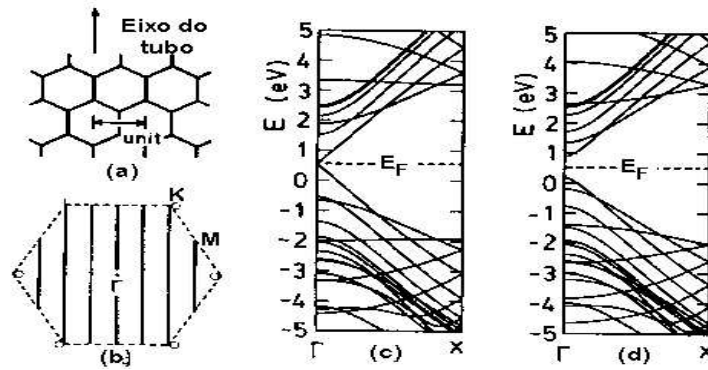 (a)
Eixo do
tubo
unit
(a)
K
M
Γ
(b)
E (eV)
5
4
3
2
1
0
-1
-2
-3
-4
-5
E_F
Γ (c) X
E (eV)
5
4
3
2
1
0
-1
-2
-3
-4
-5
E_F
Γ (d) X